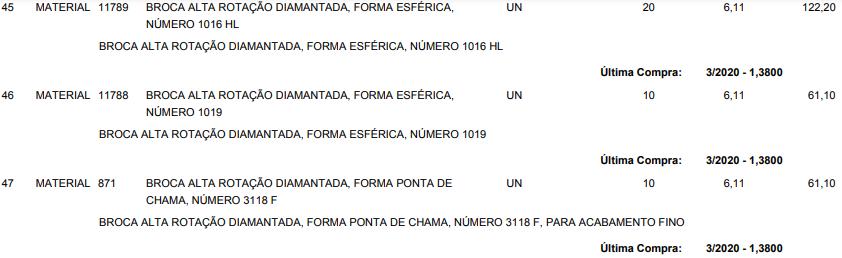 45 MATERIAL 11789 BROCA ALTA ROTAÇÃO DIAMANTADA, FORMA ESFÉRICA, UN 20 6,11 122,20
NÚMERO 1016 HL
BROCA ALTA ROTAÇÃO DIAMANTADA, FORMA ESFÉRICA, NÚMERO 1016 HL
Última Compra: 3/2020 - 1,3800
46 MATERIAL 11788 BROCA ALTA ROTAÇÃO DIAMANTADA, FORMA ESFÉRICA, UN 10 6,11 61,10
NÚMERO 1019
BROCA ALTA ROTAÇÃO DIAMANTADA, FORMA ESFÉRICA, NÚMERO 1019
Última Compra: 3/2020 - 1,3800
47 MATERIAL 871 BROCA ALTA ROTAÇÃO DIAMANTADA, FORMA PONTA DE UN 10 6,11 61,10
CHAMA, NÚMERO 3118 F
BROCA ALTA ROTAÇÃO DIAMANTADA, FORMA PONTA DE CHAMA, NÚMERO 3118 F, PARA ACABAMENTO FINO
Última Compra: 3/2020 - 1,3800